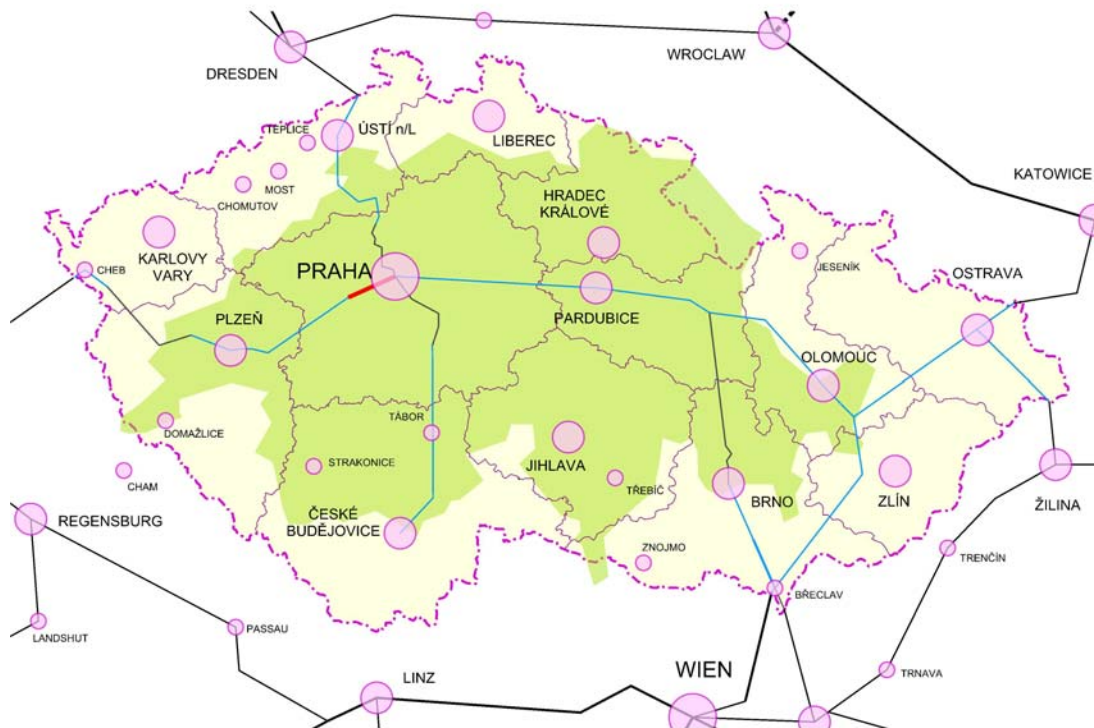 DRESDEN
WROCLAW
TEPLICE
ÚSTÍ n/L
LIBEREC
MOST
CHOMUTOV
KATOWICE
HRADEC
KRÁLOVÉ
KARLOVY
VARY
CHEB
PRAHA
JESENÍK
OSTRAVA
PLZEŇ
PARDUBICE
OLOMOUC
TÁBOR
DOMAŽLICE
STRAKONICE
JIHLAVA
TŘEBÍČ
CHAM
BRNO
ZLÍN
ŽILINA
REGENSBURG
ČESKÉ
BUDĚJOVICE
ZNOJMO
TRENČÍN
BŘECLAV
LANDSHUT
PASSAU
LINZ
WIEN
TRNAVA